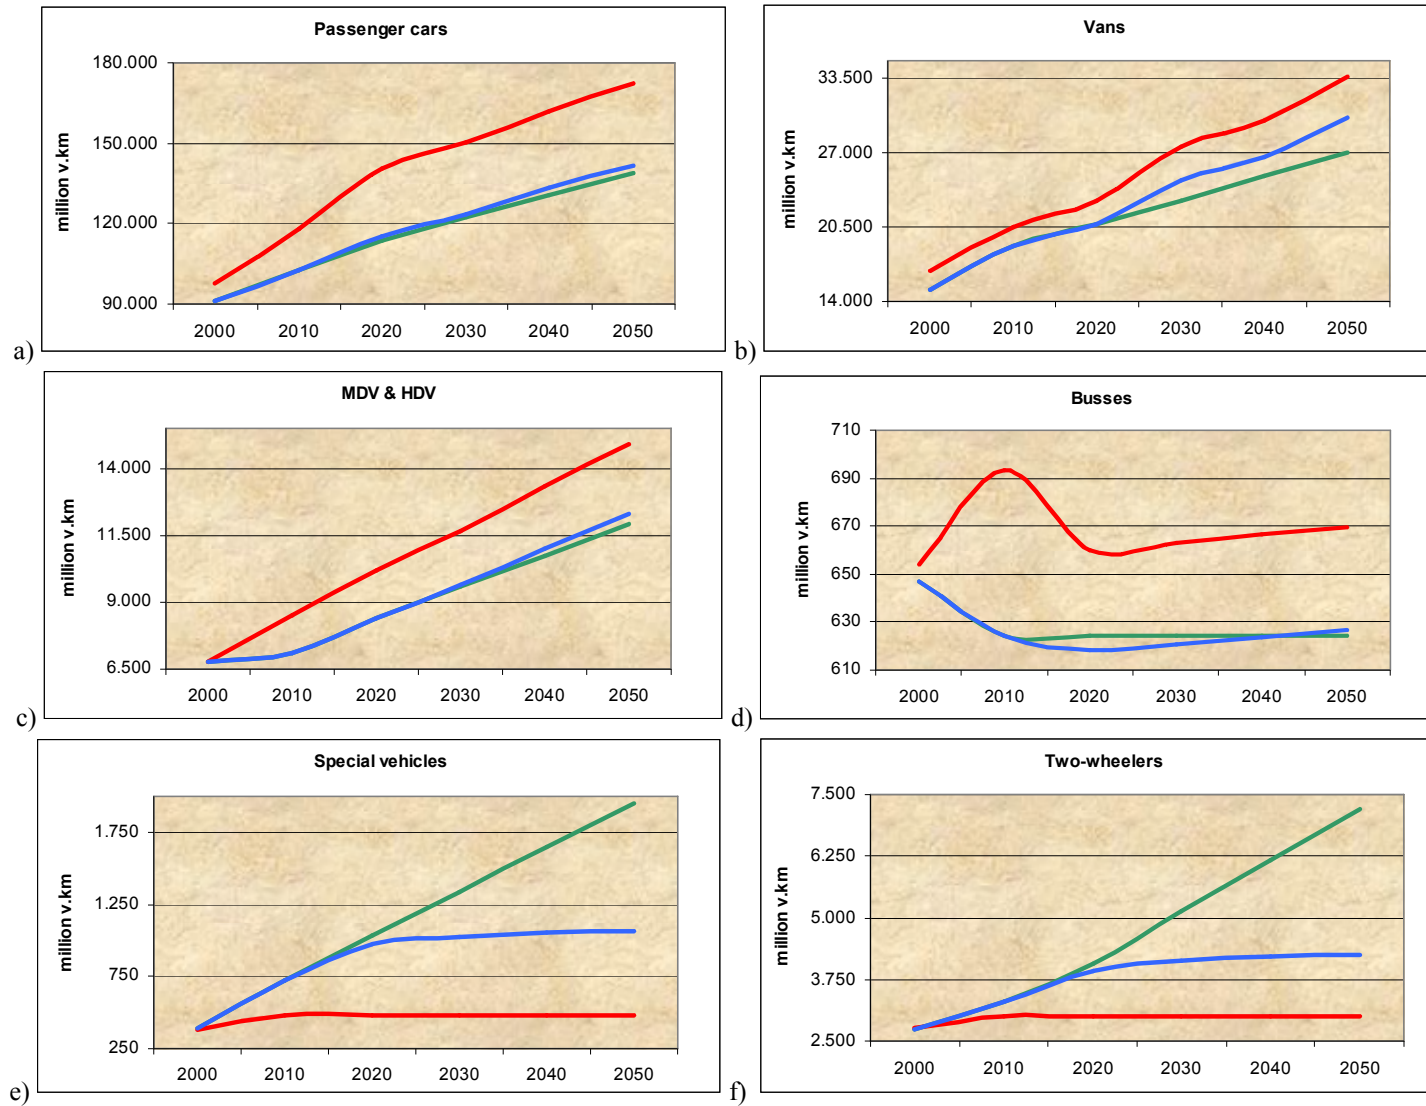 Passenger cars
million v.km
180.000
150.000
120.000
90.000
2000 2010 2020 2030 2040 2050
a)
Vans
million v.km
33.500
27.000
20.500
14.000
2000 2010 2020 2030 2040 2050
b)
MDV & HDV
million v.km
14.000
11.500
9.000
6.500
2000 2010 2020 2030 2040 2050
c)
Busses
million v.km
710
690
670
650
630
610
2000 2010 2020 2030 2040 2050
d)
Special vehicles
million v.km
1.750
1.250
750
250
2000 2010 2020 2030 2040 2050
e)
Two-wheelers
million v.km
7.500
6.250
5.000
3.750
2.500
2000 2010 2020 2030 2040 2050
f)